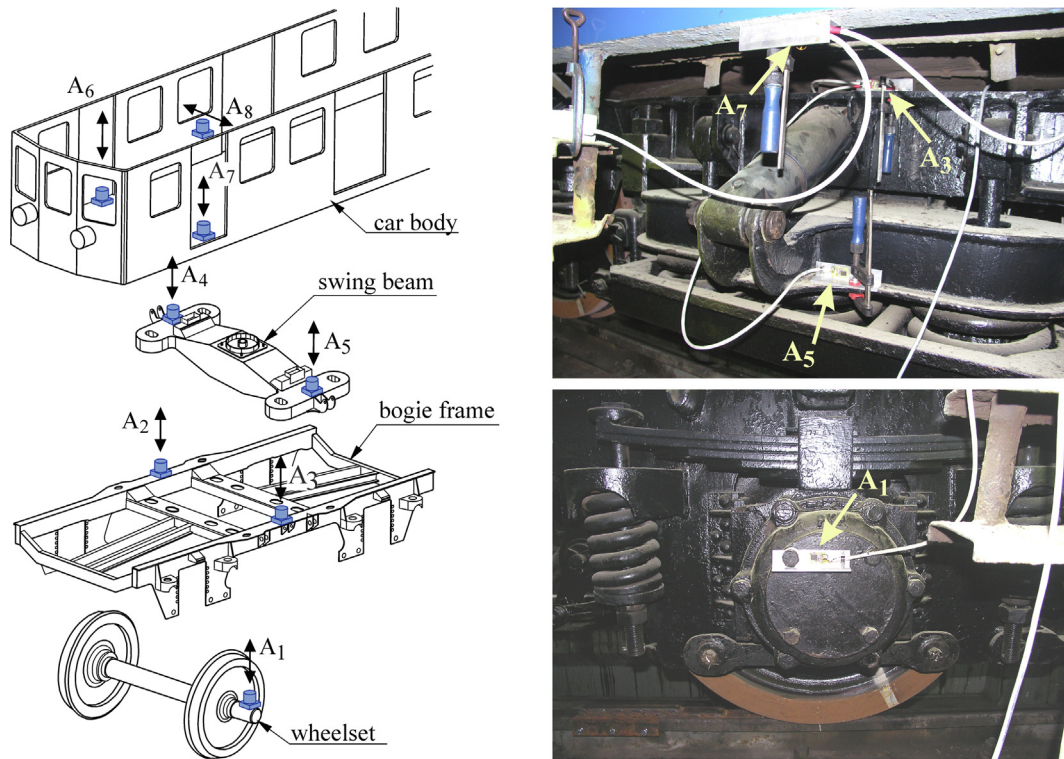 A6
A8
A7
car body
A4
swing beam
A5
A2
bogie frame
A3
A1
wheelset
A7
A3
A5
A1